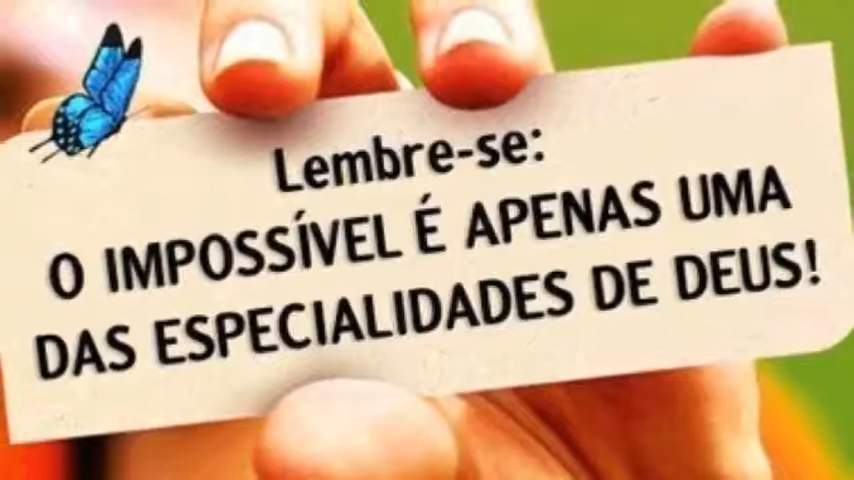 Lembre-se:
O IMPOSSÍVEL É APENAS UMA
DAS ESPECIALIDADES DE DEUS!